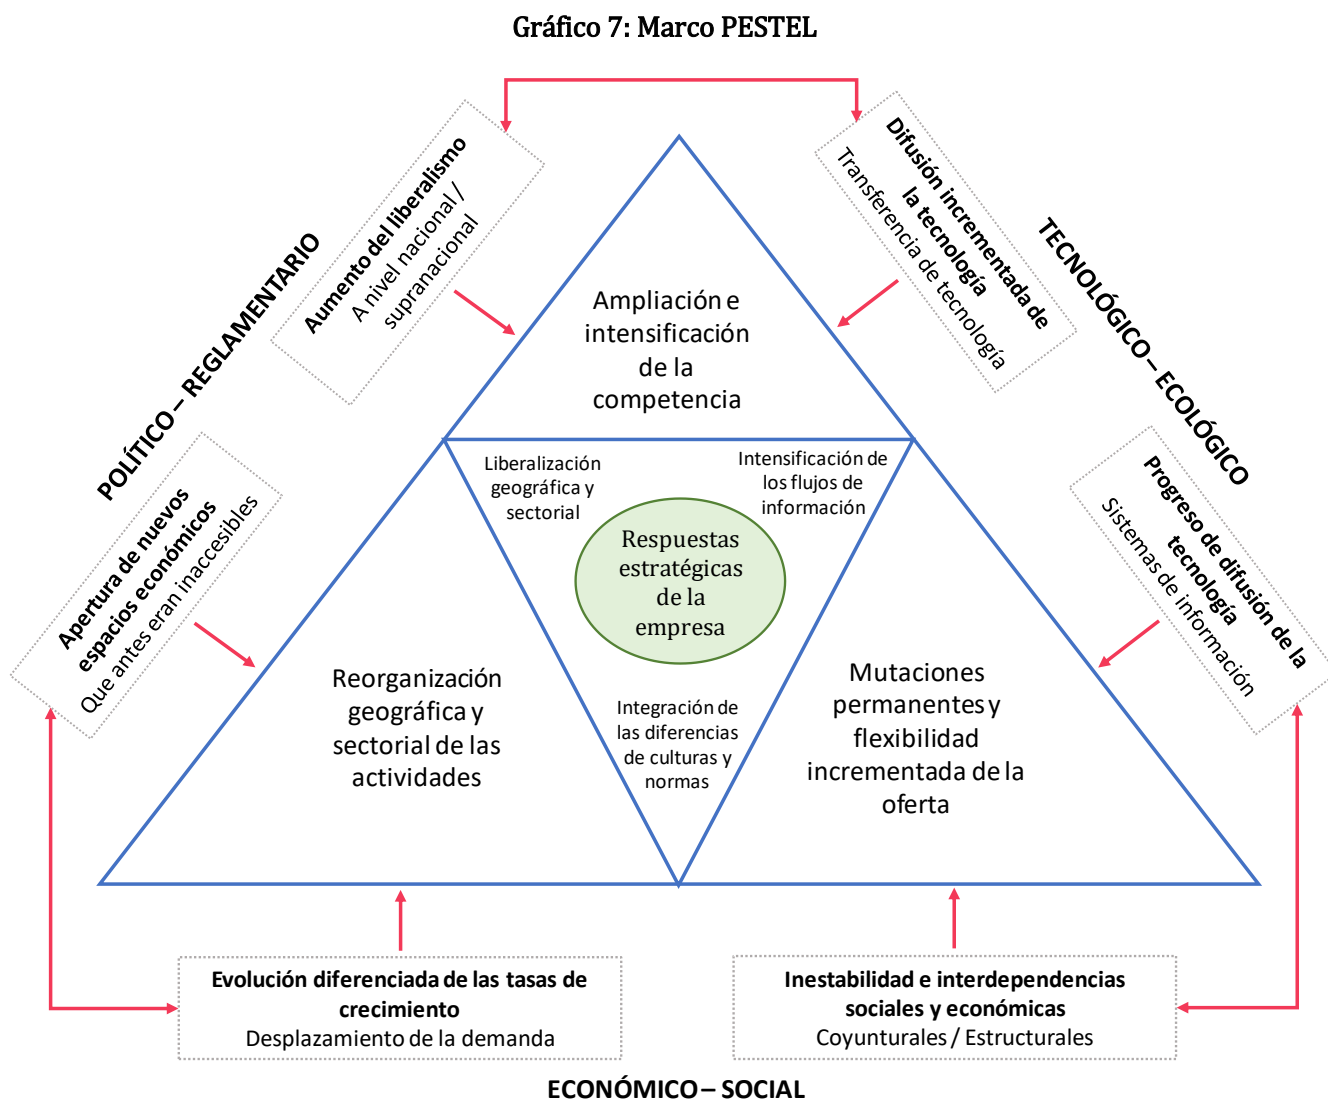 Gráfico 7: Marco PESTEL
POLÍTICO – REGLAMENTARIO
Aumento del liberalismo
A nivel nacional /
supranacional
Difusión incrementada de
la tecnología
Transferencia de tecnología
TECNOLÓGICO – ECOLÓGICO
Ampliación e
intensificación
de la
competencia
Apertura de nuevos
espacios económicos
Que antes eran inaccesibles
Liberalización
geográfica y
sectorial
Intensificación de
los flujos de
información
Progreso de difusión de la
tecnología
Sistemas de información
Respuestas
estratégicas
de la
empresa
Reorganización
geográfica y
sectorial de las
actividades
Integración de
las diferencias
de culturas y
normas
Mutaciones
permanentes y
flexibilidad
incrementada de la
oferta
Evolución diferenciada de las tasas de
crecimiento
Desplazamiento de la demanda
Inestabilidad e interdependencias
sociales y económicas
Coyunturales / Estructurales
ECONÓMICO – SOCIAL